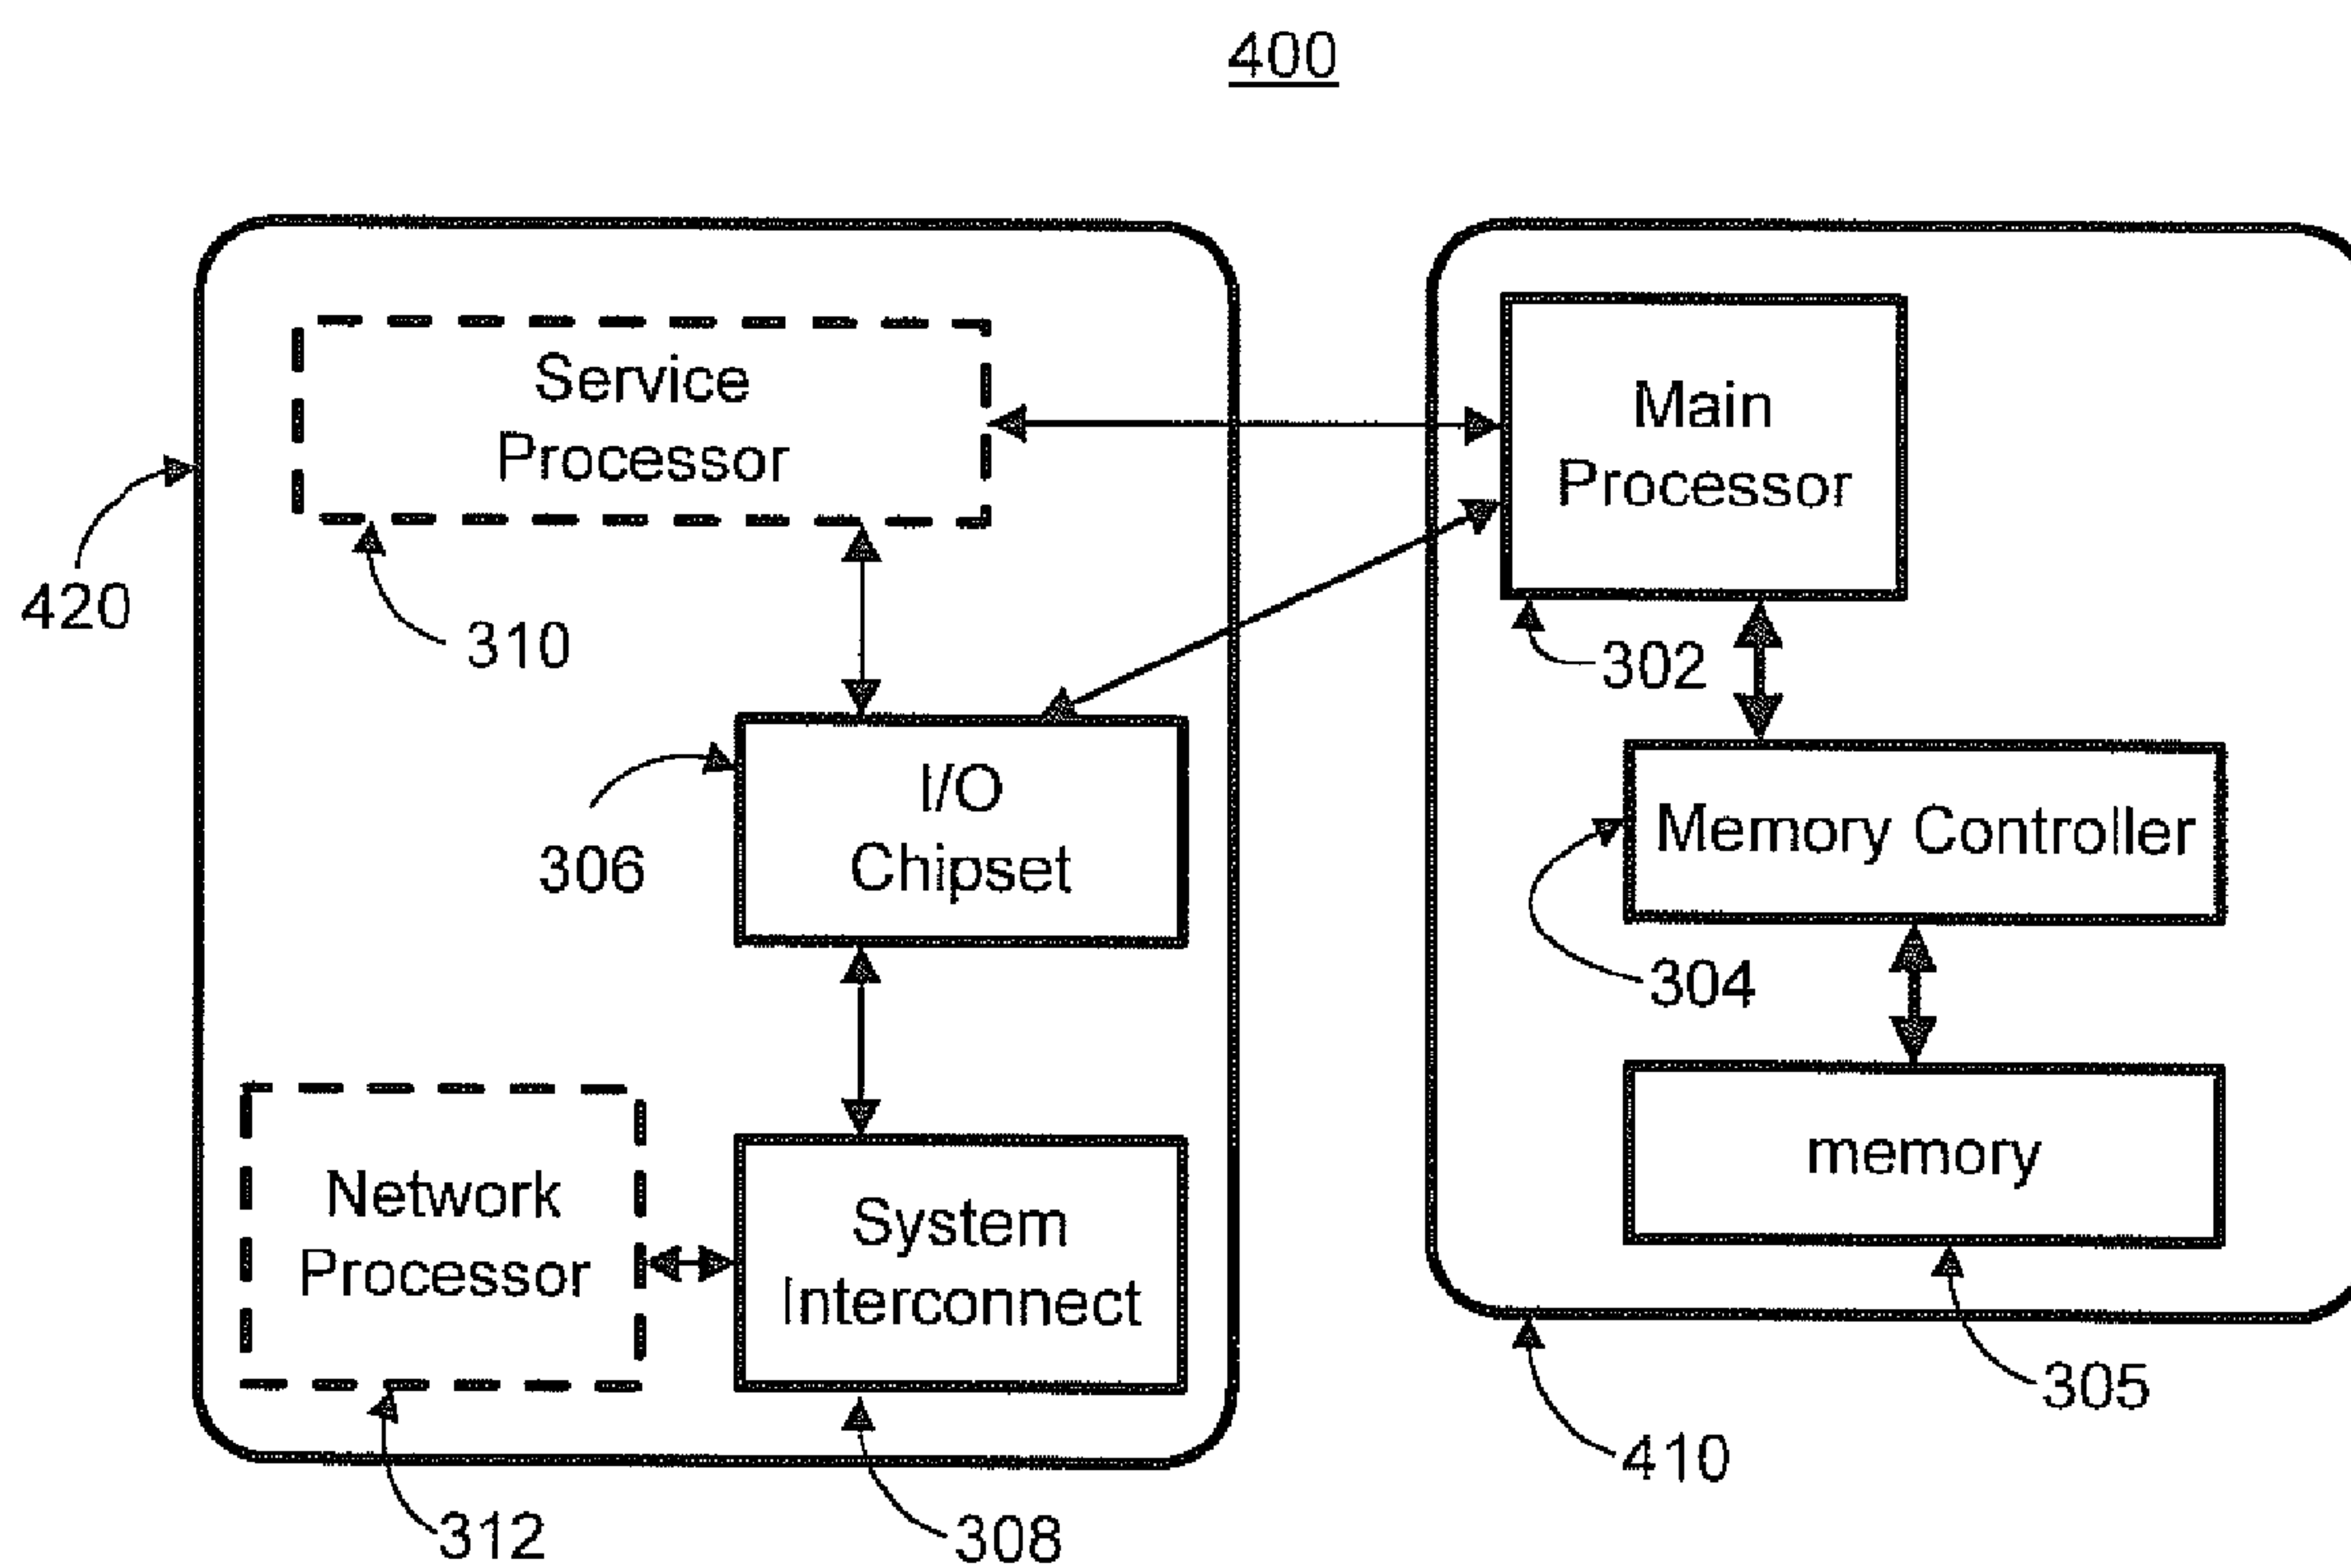 400
Service
Processor
Main
Processor
420
310
302
I/O
Chipset
306
Memory Controller
304
Network
Processor
System
Interconnect
memory
305
410
312
308